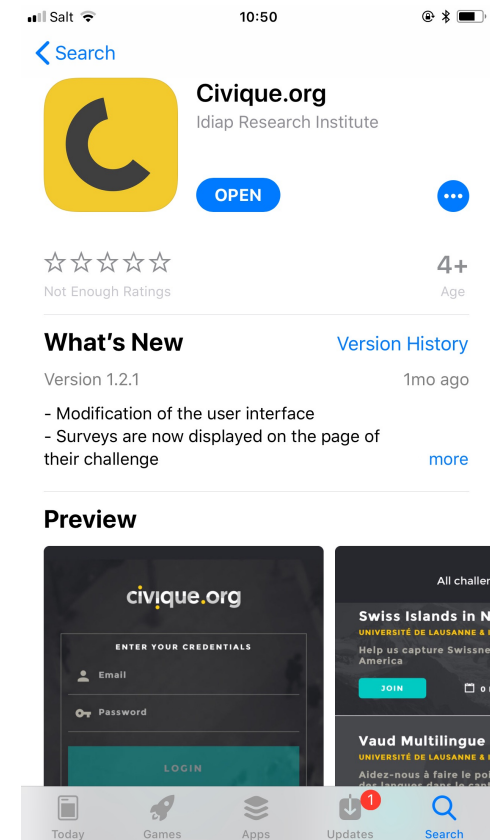 Salt
10:50
Search
Civique.org
Idiap Research Institute
OPEN
4+
Not Enough Ratings
Age
What's New
Version History
Version 1.2.1
1mo ago
- Modification of the user interface
- Surveys are now displayed on the page of
their challenge
more
Preview
civique.org
ENTER YOUR CREDENTIALS
Email
Password
LOGIN
All
Swiss Islands in
UNIVERSITÉ DE LAUSANNE &
Help us capture
America
JOIN
0
Vaud Multilingue
UNIVERSITÉ DE LAUSANNE &
Aidez-nous à faire le
des langues dans le
1
Today
Games
Apps
Updates
Search